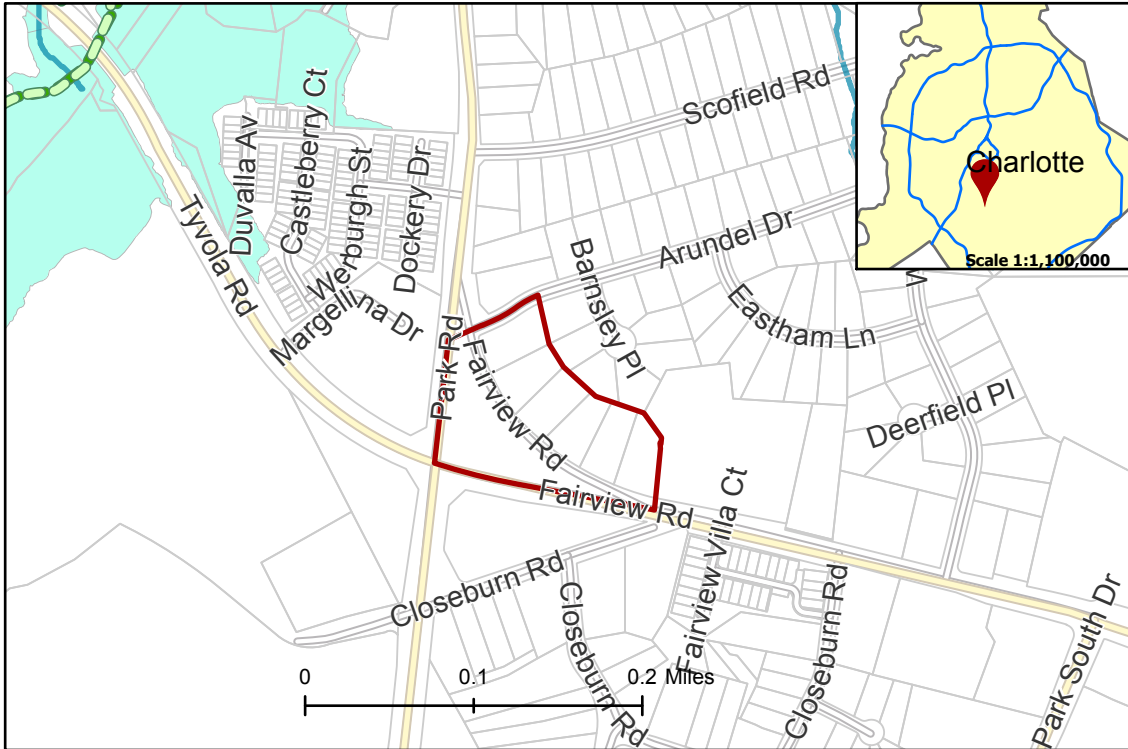 Scofield Rd
Charlotte
Scale 1:1,100,000
Duvalla Av
Castleberry Ct
Werburgh St
Dockery Dr
Tyvola Rd
Margellina Dr
Arundel Dr
Barnsley Pl
Eastham Ln
Park Rd
Fairview Rd
Deerfield Pl
Fairview Rd
Fairview Villa Ct
Closeburn Rd
Closeburn Rd
Closeburn Rd
Park South Dr
0 0.1 0.2 Miles